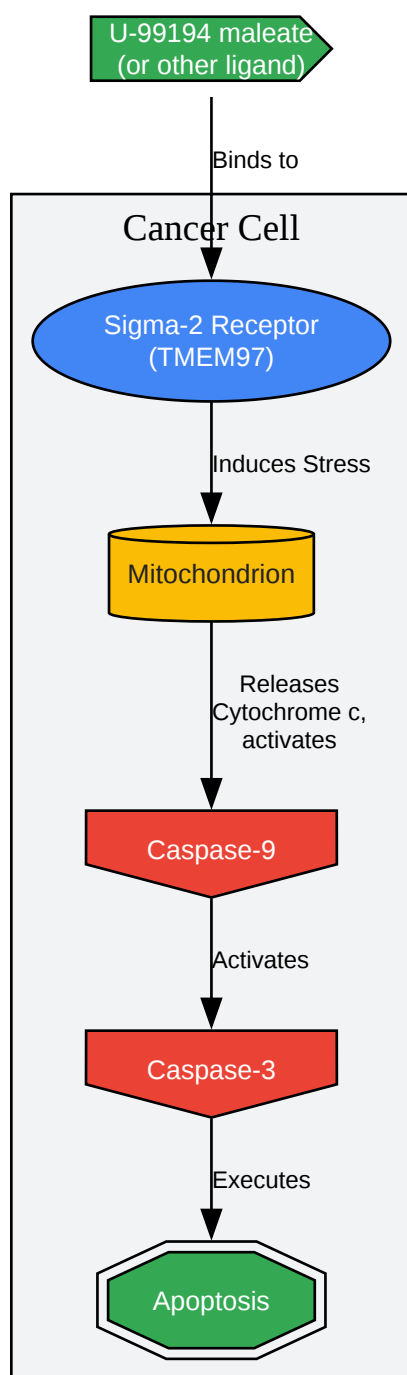 U-99194 maleate
(or other ligand)
Binds to
Cancer Cell
Sigma-2 Receptor
(TMEM97)
Induces Stress
Mitochondrion
Releases
Cytochrome c,
activates
Caspase-9
Activates
Caspase-3
Executes
Apoptosis